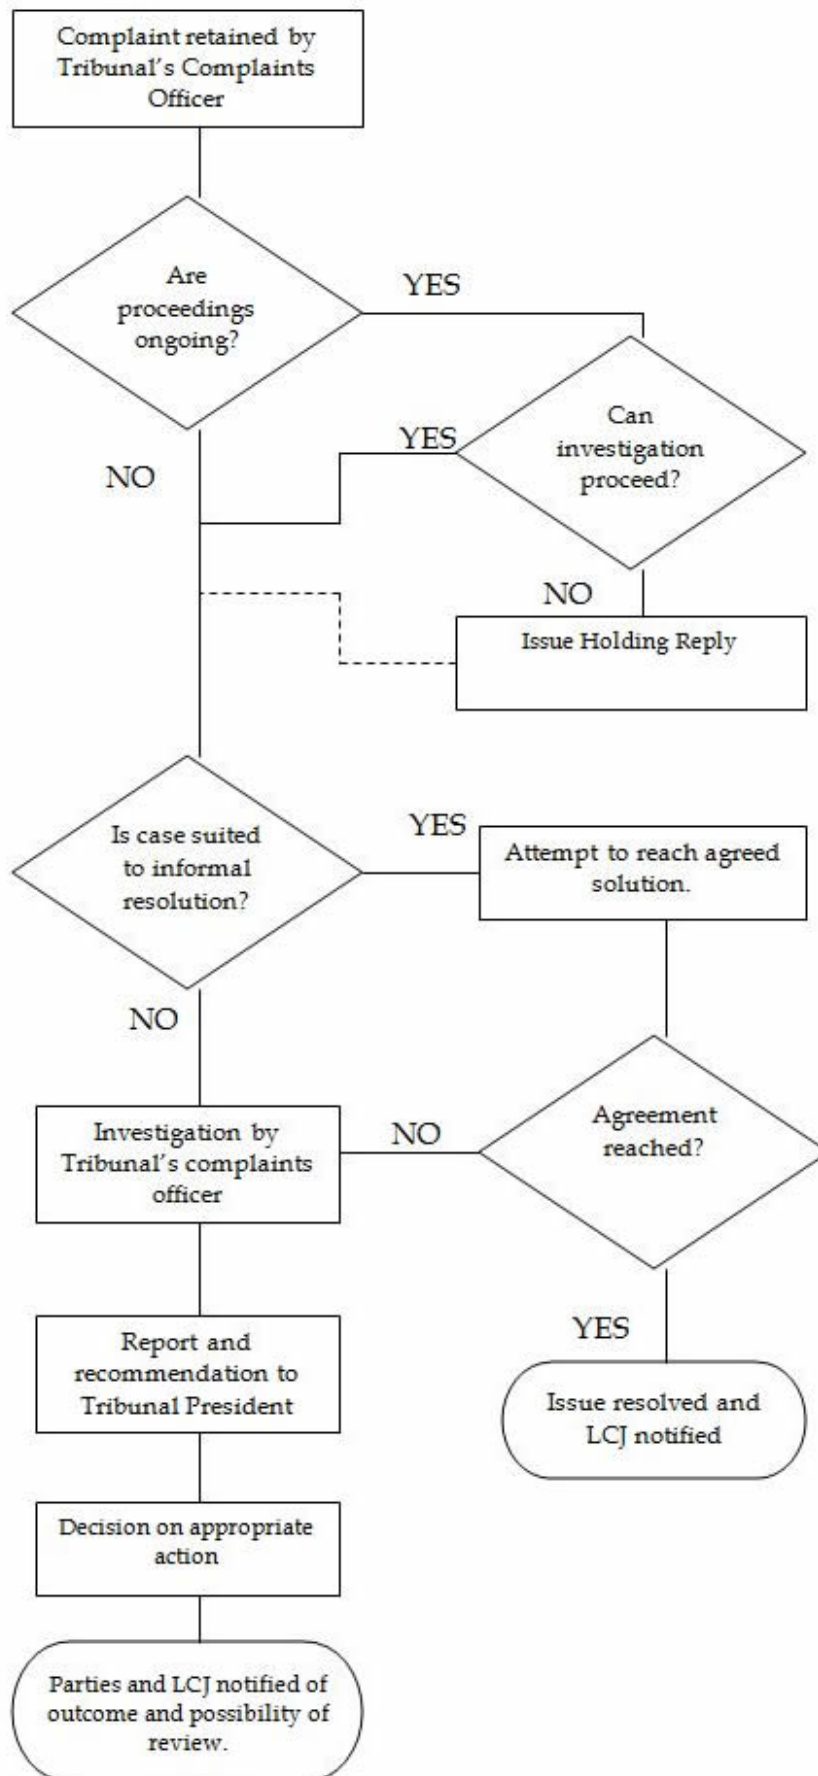 Complaint retained by
Tribunal's Complaints
Officer
Are
proceedings
ongoing?
YES
Can
investigation
proceed?
YES
NO
NO
Issue Holding Reply
Is case suited
to informal
resolution?
YES
Attempt to reach agreed
solution.
NO
Agreement
reached?
Investigation by
Tribunal's complaints
officer
NO
YES
Report and
recommendation to
Tribunal President
Issue resolved and
LCJ notified
Decision on appropriate
action
Parties and LCJ notified of
outcome and possibility of
review.